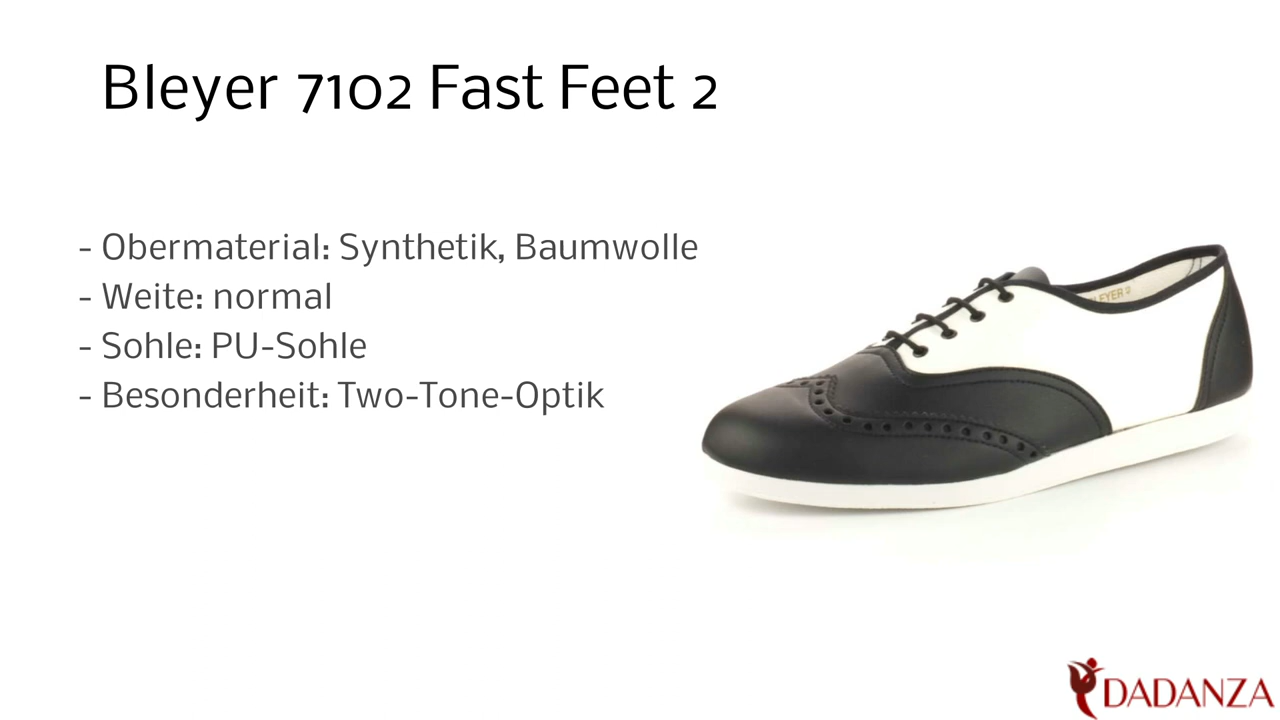 Bleyer 7102 Fast Feet 2
- Obermaterial: Synthetik, Baumwolle
- Weite: normal
- Sohle: PU-Sohle
- Besonderheit: Two-Tone-Optik
DADANZA